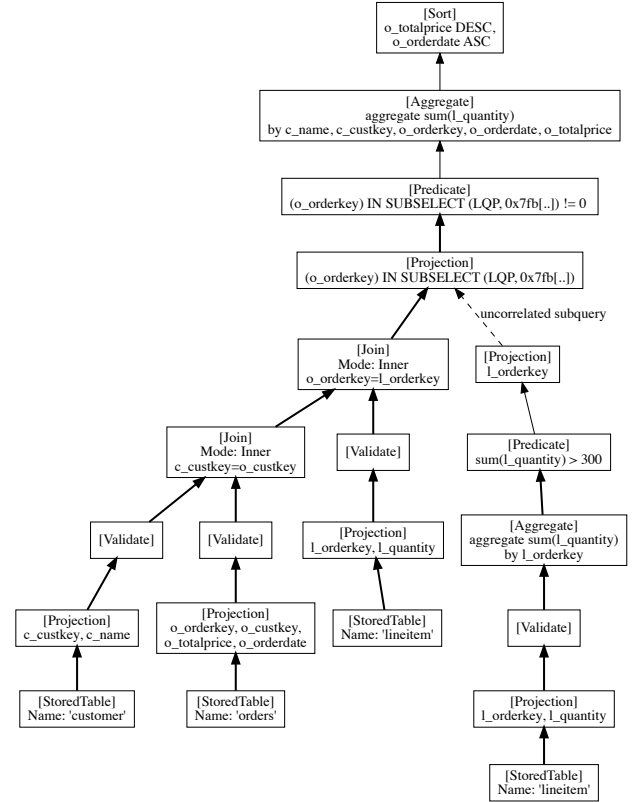 [Sort]
o_totalprice DESC,
o_orderdate ASC
[Aggregate]
aggregate sum(l_quantity)
by c_name, c_custkey, o_orderkey, o_orderdate, o_totalprice
[Predicate]
(o_orderkey) IN SUBSELECT (LQP, 0x7fb[..]) != 0
[Projection]
(o_orderkey) IN SUBSELECT (LQP, 0x7fb[..])
uncorrelated subquery
[Join]
Mode: Inner
o_orderkey=l_orderkey
[Projection]
l_orderkey
[Join]
Mode: Inner
c_custkey=o_custkey
[Validate]
[Predicate]
sum(l_quantity) > 300
[Validate]
[Validate]
[Projection]
l_orderkey, l_quantity
[Aggregate]
aggregate sum(l_quantity)
by l_orderkey
[Projection]
c_custkey, c_name
[Projection]
o_orderkey, o_custkey,
o_totalprice, o_orderdate
[StoredTable]
Name: 'lineitem'
[Validate]
[StoredTable]
Name: 'customer'
[StoredTable]
Name: 'orders'
[Projection]
l_orderkey, l_quantity
[StoredTable]
Name: 'lineitem'